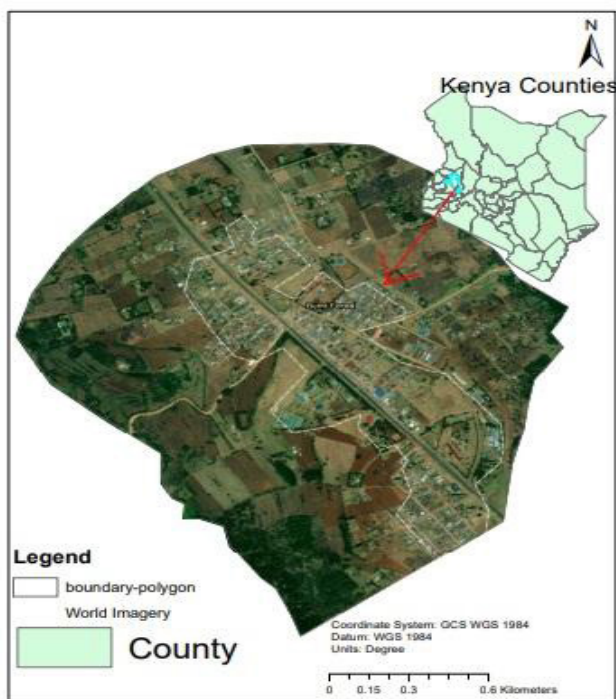 N
Kenya Counties
Legend
boundary-polygon
World Imagery
County
Coordinate System: GCS WGS 1984
Datum: WGS 1984
Units: Degree
0 0.15 0.3 0.6 Kilometers